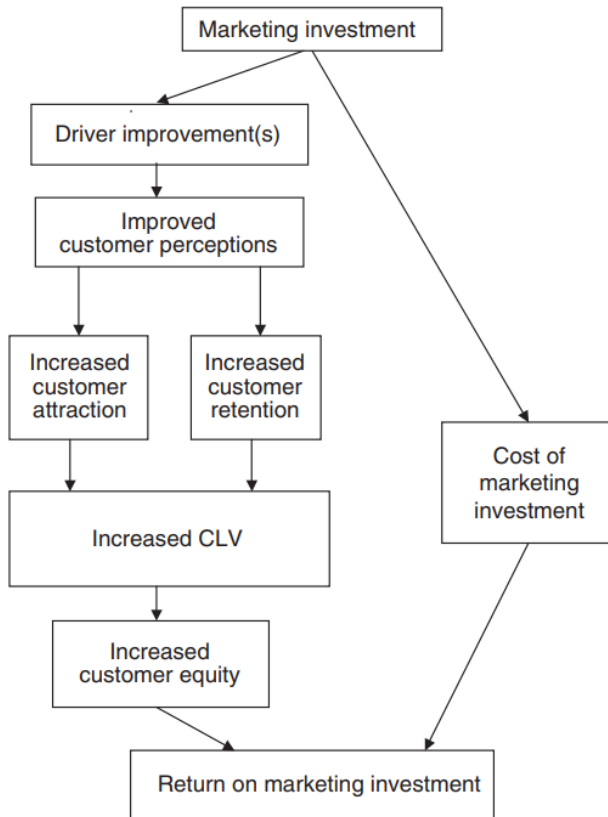 Marketing investment
Driver improvement(s)
Improved
customer perceptions
Increased
customer
attraction
Increased
customer
retention
Cost of
marketing
investment
Increased CLV
Increased
customer equity
Return on marketing investment